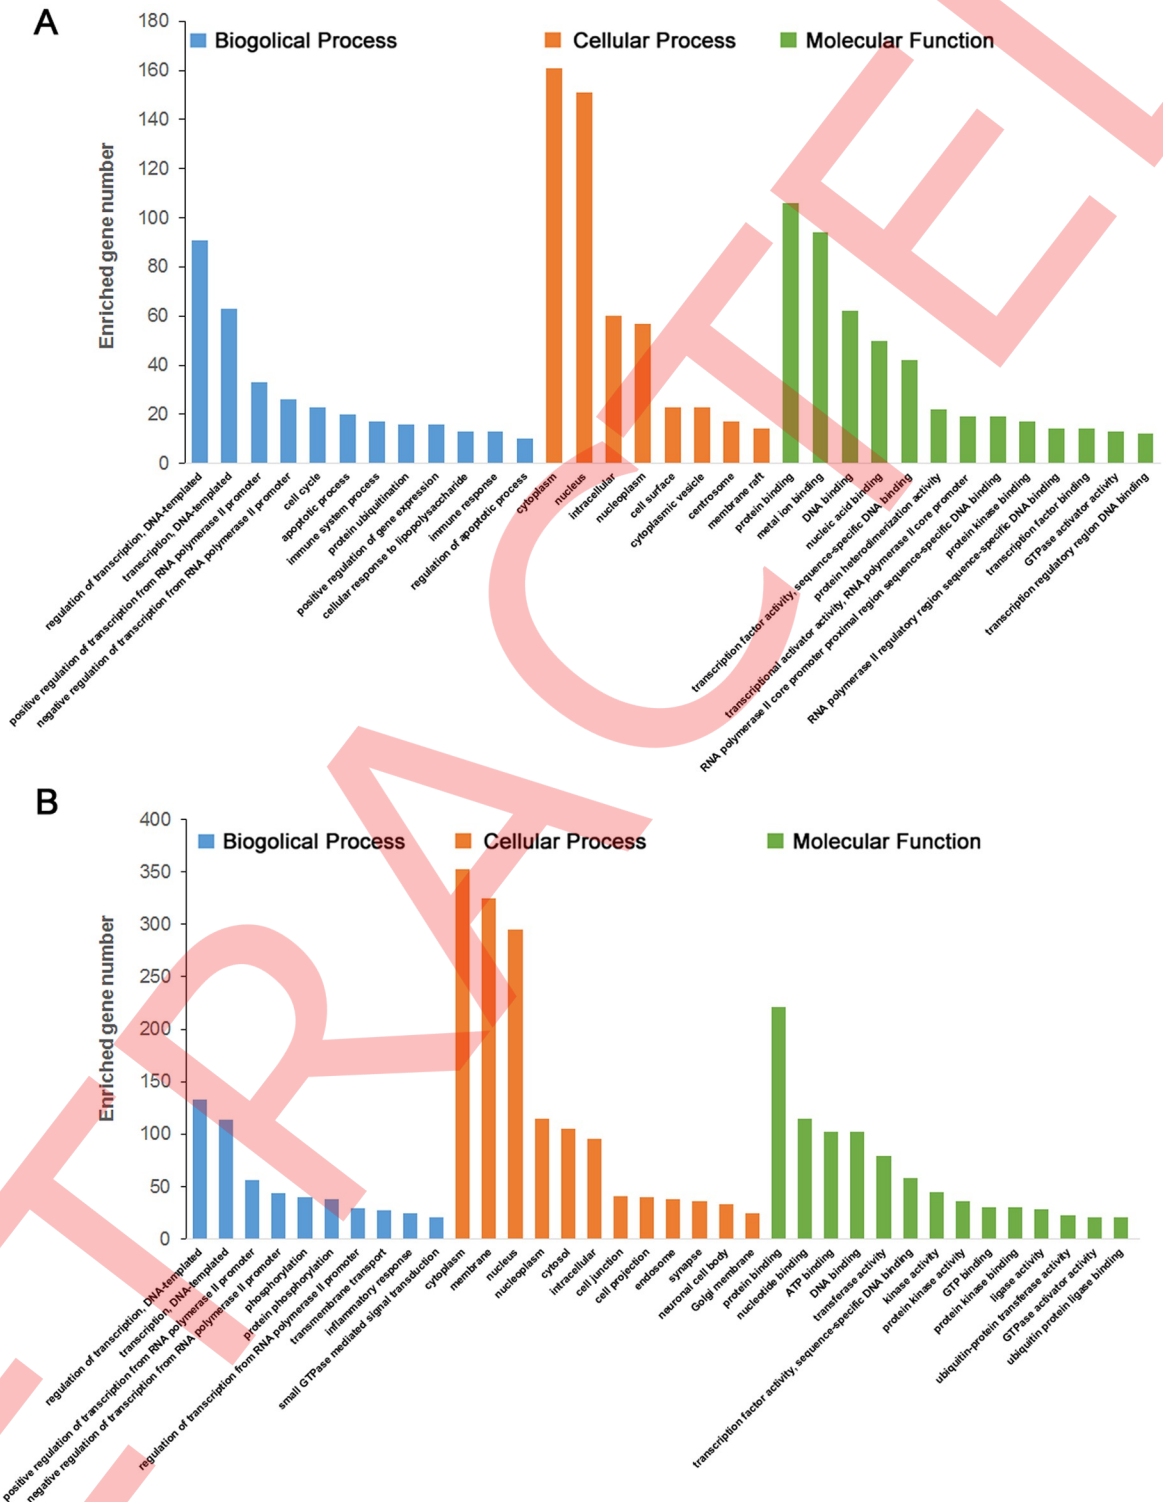 A
180
160
140
120
100
80
60
40
20
0
Enriched gene number
Biogolical Process
Cellular Process
Molecular Function
regulation of transcription, DNA-templated
transcription, DNA-templated
positive regulation of transcription from RNA polymerase II promoter
negative regulation of transcription from RNA polymerase II promoter
cell cycle
apoptotic process
immune system process
protein ubiquitination
positive regulation of gene expression
cellular response to lipopolysaccharide
immune response
regulation of apoptotic process
cytoplasm
nucleus
intracellular
nucleoplasm
cell surface
cytoplasmic vesicle
centrosome
membrane raft
protein binding
metal ion binding
DNA binding
nucleic acid binding
transcription factor activity, sequence-specific DNA binding
protein heterodimerization activity
transcriptional activator activity, RNA polymerase II core promoter
RNA polymerase II core promoter proximal region sequence-specific DNA binding
protein kinase binding
RNA polymerase II regulatory region sequence-specific DNA binding
transcription factor binding
GTPase activator activity
transcription regulatory region DNA binding
B
400
350
300
250
200
150
100
50
0
Enriched gene number
Biogolical Process
Cellular Process
Molecular Function
regulation of transcription, DNA-templated
transcription, DNA-templated
positive regulation of transcription from RNA polymerase II promoter
negative regulation of transcription from RNA polymerase II promoter
phosphorylation
protein phosphorylation
regulation of transcription from RNA polymerase II promoter
transmembrane transport
inflammatory response
small GTPase mediated signal transduction
cytoplasm
membrane
nucleus
nucleoplasm
cytosol
intracellular
cell junction
cell projection
endosome
synapse
neuronal cell body
Golgi membrane
protein binding
nucleotide binding
ATP binding
DNA binding
transferase activity
transcription factor activity, sequence-specific DNA binding
kinase activity
protein kinase activity
GTP binding
protein kinase binding
ligase activity
ubiquitin-protein transferase activity
GTPase activator activity
ubiquitin protein ligase binding